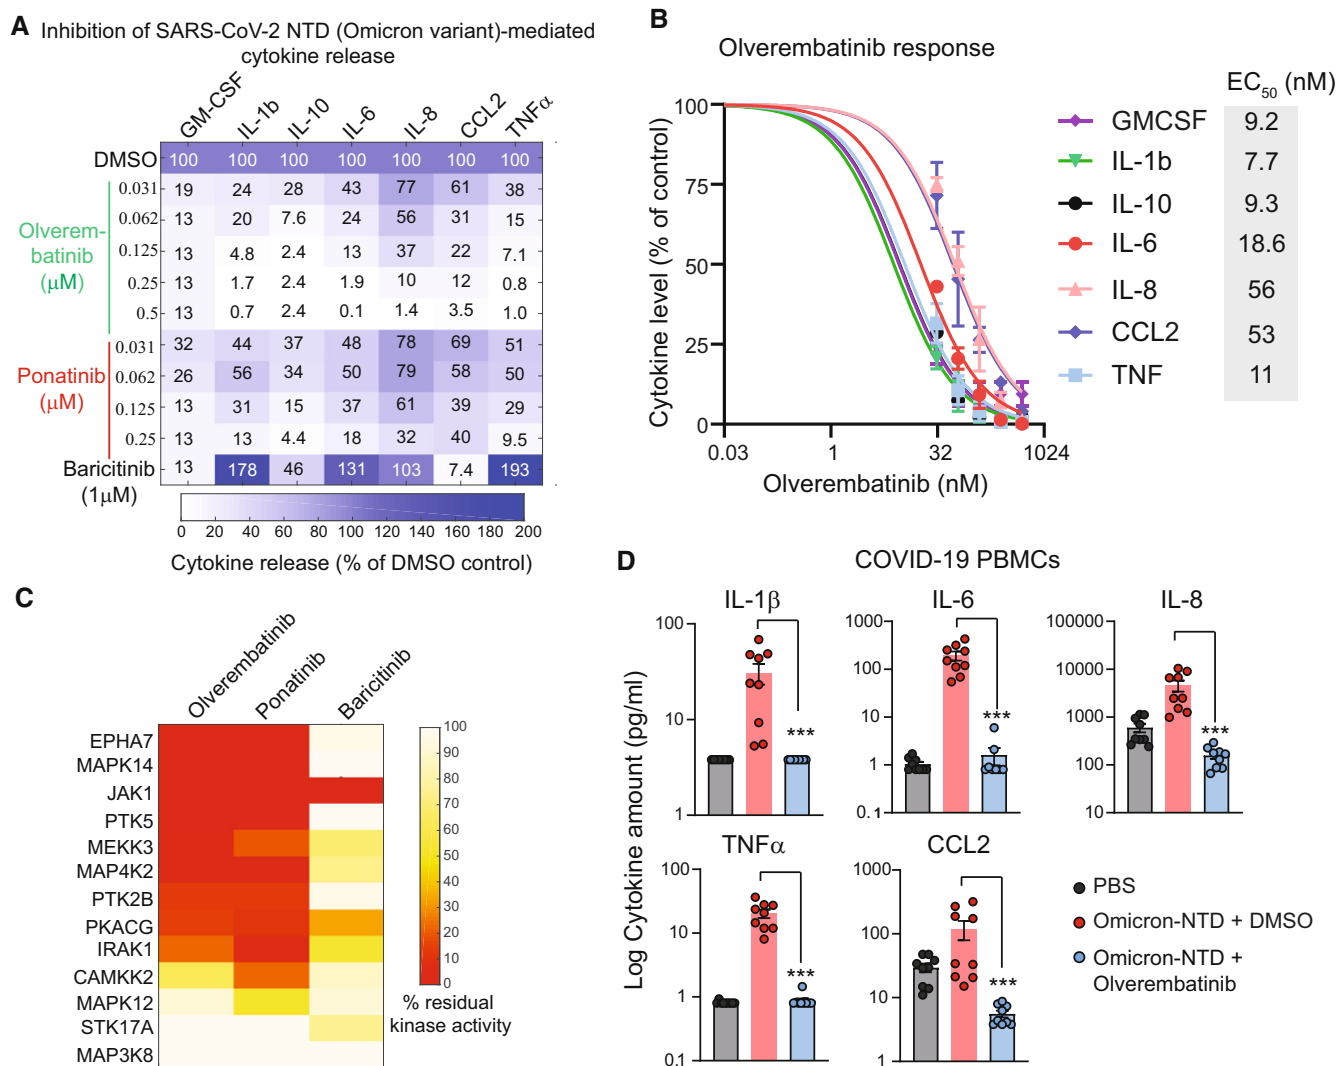 A Inhibition of SARS-CoV-2 NTD (Omicron variant)-mediated
cytokine release
GM-CSF IL-1b IL-10 IL-6 IL-8 CCL2 TNFα
DMSO 100 100 100 100 100 100 100
Olverem-
batinib
(μM)
0.031 19 24 28 43 77 61 38
0.062 13 20 7.6 24 56 31 15
0.125 13 4.8 2.4 13 37 22 7.1
0.25 13 1.7 2.4 1.9 10 12 0.8
0.5 13 0.7 2.4 0.1 1.4 3.5 1.0
Ponatinib
(μM)
0.031 32 44 37 48 78 69 51
0.062 26 56 34 50 79 58 50
0.125 13 31 15 37 61 39 29
0.25 13 13 4.4 18 32 40 9.5
Baricitinib 13 178 46 131 103 7.4 193
(1μM)
0 20 40 60 80 100 120 140 160 180 200
Cytokine release (% of DMSO control)
B
Olverembatinib response
Cytokine level (% of control)
100
75
50
25
0
0.03 1 32 1024
Olverembatinib (nM)
EC50 (nM)
GMCSF 9.2
IL-1b 7.7
IL-10 9.3
IL-6 18.6
IL-8 56
CCL2 53
TNF 11
C
Olverembatinib Ponatinib Baricitinib
EPHA7
MAPK14
JAK1
PTK5
MEKK3
MAP4K2
PTK2B
PKACG
IRAK1
CAMKK2
MAPK12
STK17A
MAP3K8
100
90
80
70
60
50
40
30
20
10
0
% residual
kinase activity
D COVID-19 PBMCs
Log Cytokine amount (pg/ml)
IL-1β
100
10
1
***
IL-6
1000
100
10
1
0.1
***
IL-8
100000
10000
1000
100
10
***
TNFα
100
10
1
0.1
***
CCL2
1000
100
10
1
***
PBS
Omicron-NTD + DMSO
Omicron-NTD +
Olverembatinib